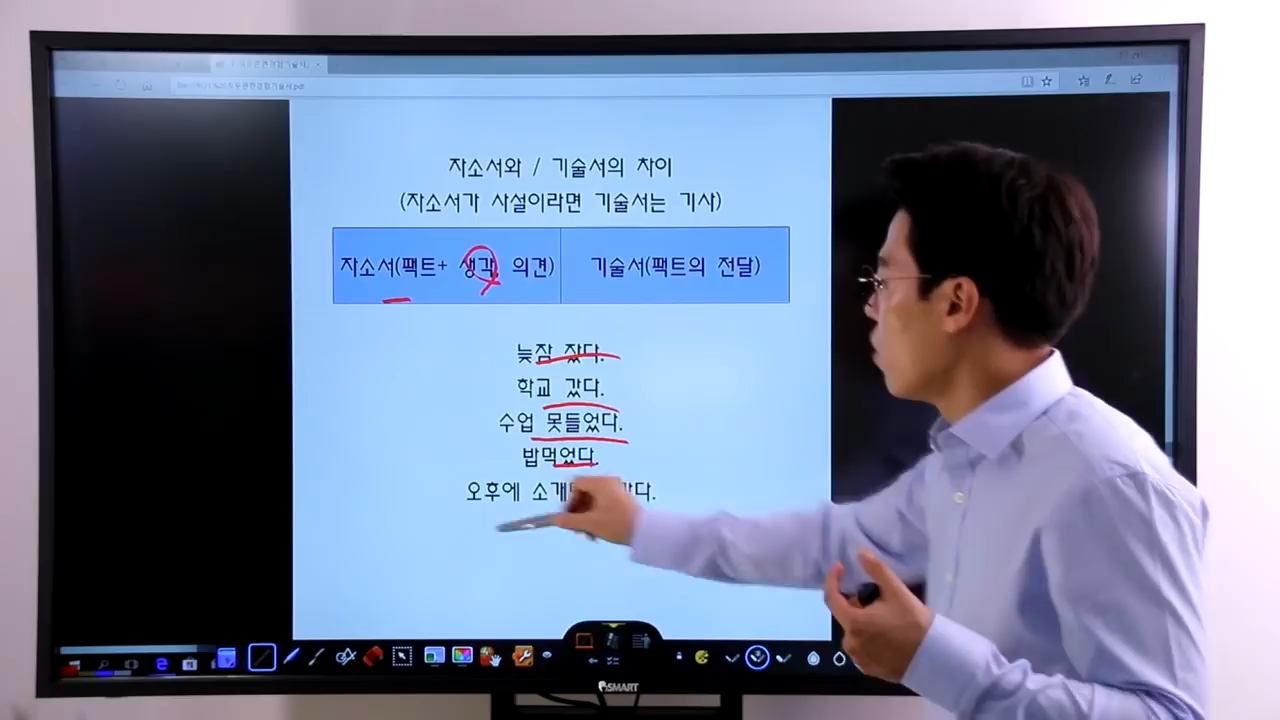 자소서와 / 기술서의 차이
(자소서가 사설이라면 기술서는 기사)
자소서(팩트+ 생각 의견)
기술서(팩트의 전달)
늦잠 잤다.
학교 갔다.
수업 못들었다.
밥먹었다.
오후에 갔다.
SMART